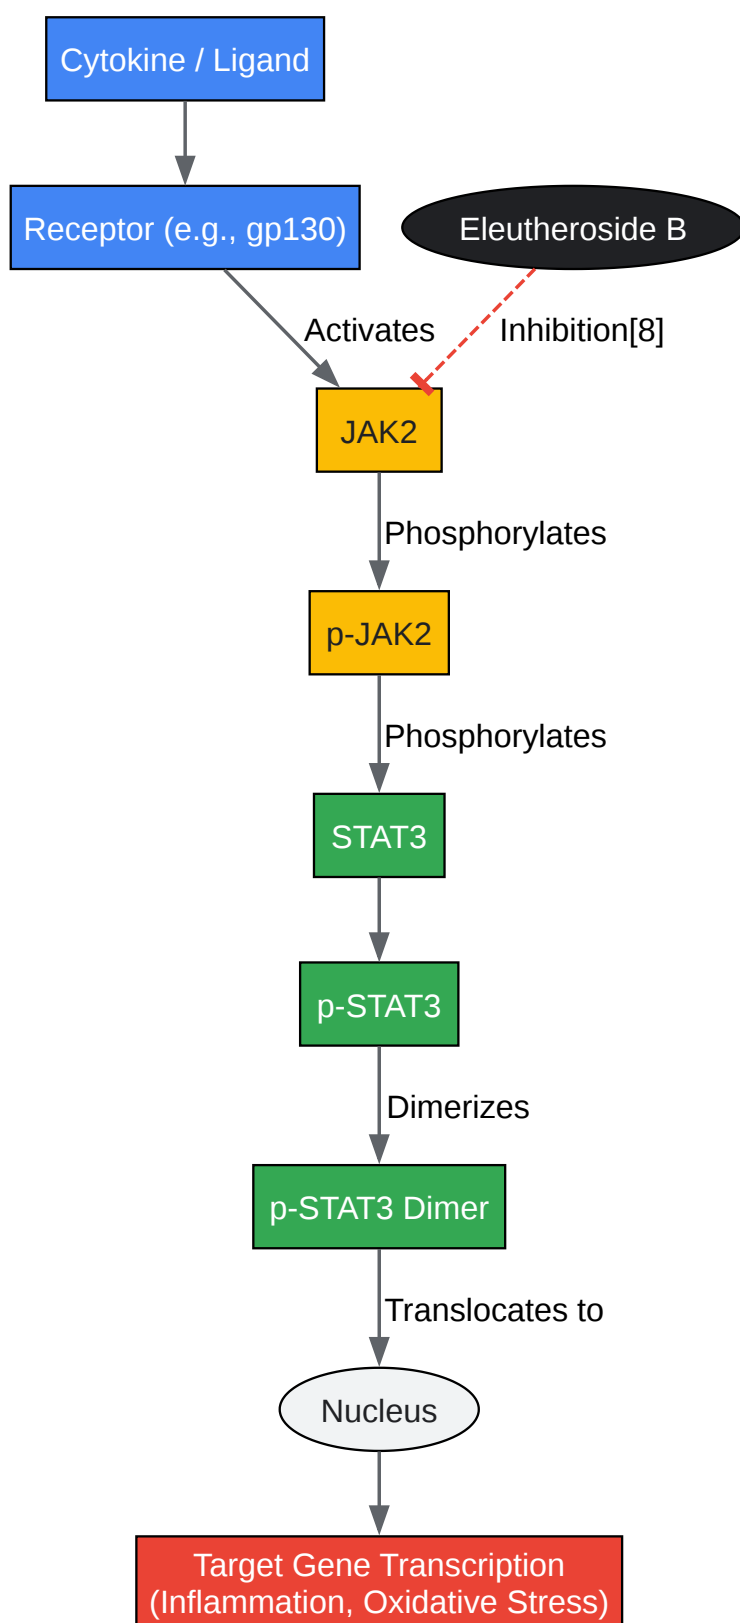 Cytokine / Ligand
Receptor (e.g., gp130)
Eleutheroside B
Activates
Inhibition[8]
JAK2
Phosphorylates
p-JAK2
Phosphorylates
STAT3
p-STAT3
Dimerizes
p-STAT3 Dimer
Translocates to
Nucleus
Target Gene Transcription
(Inflammation, Oxidative Stress)